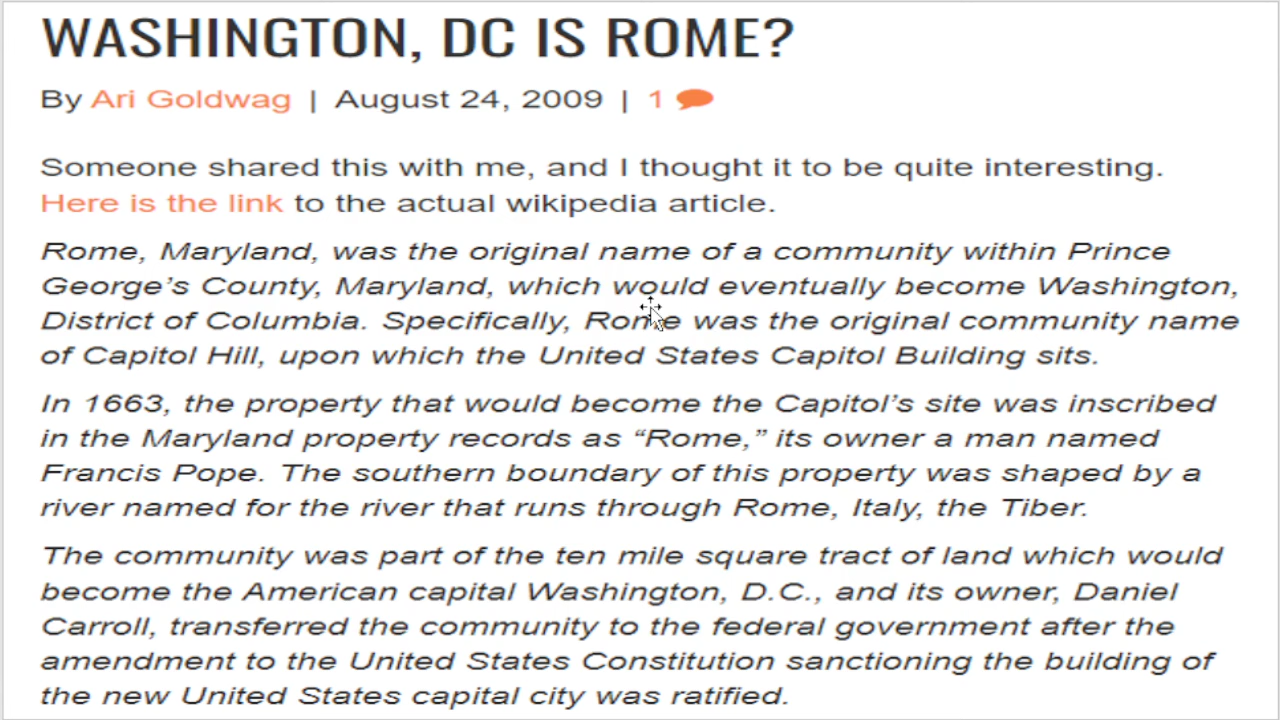 WASHINGTON, DC IS ROME?
By Ari Goldwag | August 24, 2009 | 1
Someone shared this with me, and I thought it to be quite interesting.
Here is the link to the actual wikipedia article.
Rome, Maryland, was the original name of a community within Prince
George’s County, Maryland, which would eventually become Washington,
District of Columbia. Specifically, Rome was the original community name
of Capitol Hill, upon which the United States Capitol Building sits.
In 1663, the property that would become the Capitol’s site was inscribed
in the Maryland property records as “Rome,” its owner a man named
Francis Pope. The southern boundary of this property was shaped by a
river named for the river that runs through Rome, Italy, the Tiber.
The community was part of the ten mile square tract of land which would
become the American capital Washington, D.C., and its owner, Daniel
Carroll, transferred the community to the federal government after the
amendment to the United States Constitution sanctioning the building of
the new United States capital city was ratified.